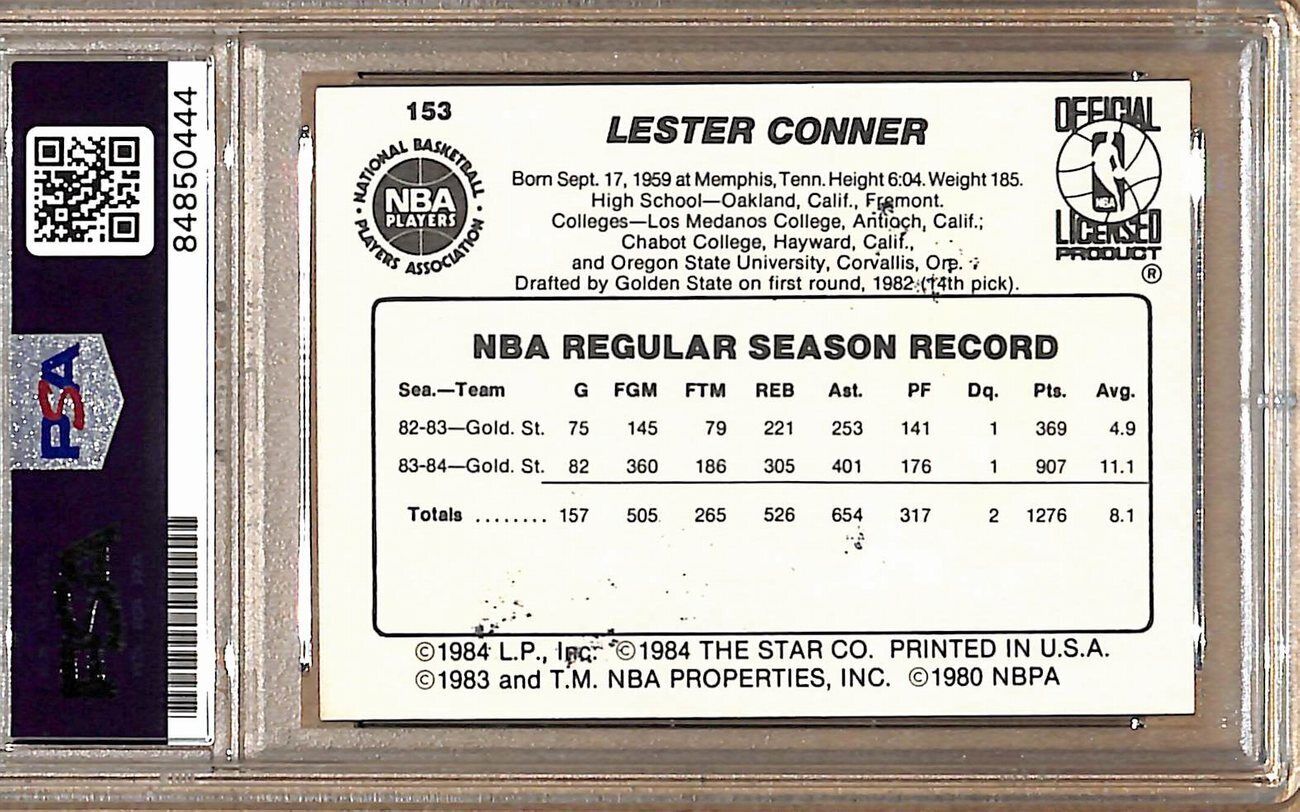 84850444
PSA
153
NATIONAL BASKETBALL
NBA
PLAYERS
PLAYERS ASSOCIATION
LESTER CONNER
Born Sept. 17, 1959 at Memphis, Tenn. Height 6:04. Weight 185.
High School—Oakland, Calif., Fremont.
Colleges—Los Medanos College, Antioch, Calif.;
Chabot College, Hayward, Calif.,
and Oregon State University, Corvallis, Ore.
Drafted by Golden State on first round, 1982 (14th pick).
OFFICIAL
NBA
LICENSED
PRODUCT
®
NBA REGULAR SEASON RECORD
Sea.—Team G FGM FTM REB Ast. PF Dq. Pts. Avg.
82-83—Gold. St. 75 145 79 221 253 141 1 369 4.9
83-84—Gold. St. 82 360 186 305 401 176 1 907 11.1
Totals ........ 157 505 265 526 654 317 2 1276 8.1
©1984 L.P., Inc. ©1984 THE STAR CO. PRINTED IN U.S.A.
©1983 and T.M. NBA PROPERTIES, INC. ©1980 NBPA